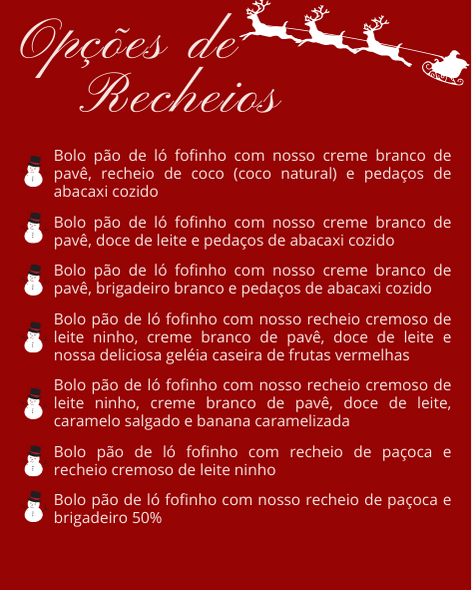 Opções de
Recheios
Bolo pão de ló fofinho com nosso creme branco de
pavê, recheio de coco (coco natural) e pedaços de
abacaxi cozido
Bolo pão de ló fofinho com nosso creme branco de
pavê, doce de leite e pedaços de abacaxi cozido
Bolo pão de ló fofinho com nosso creme branco de
pavê, brigadeiro branco e pedaços de abacaxi cozido
Bolo pão de ló fofinho com nosso recheio cremoso de
leite ninho, creme branco de pavê, doce de leite e
nossa deliciosa geléia caseira de frutas vermelhas
Bolo pão de ló fofinho com nosso recheio cremoso de
leite ninho, creme branco de pavê, doce de leite,
caramelo salgado e banana caramelizada
Bolo pão de ló fofinho com recheio de paçoca e
recheio cremoso de leite ninho
Bolo pão de ló fofinho com nosso recheio de paçoca e
brigadeiro 50%